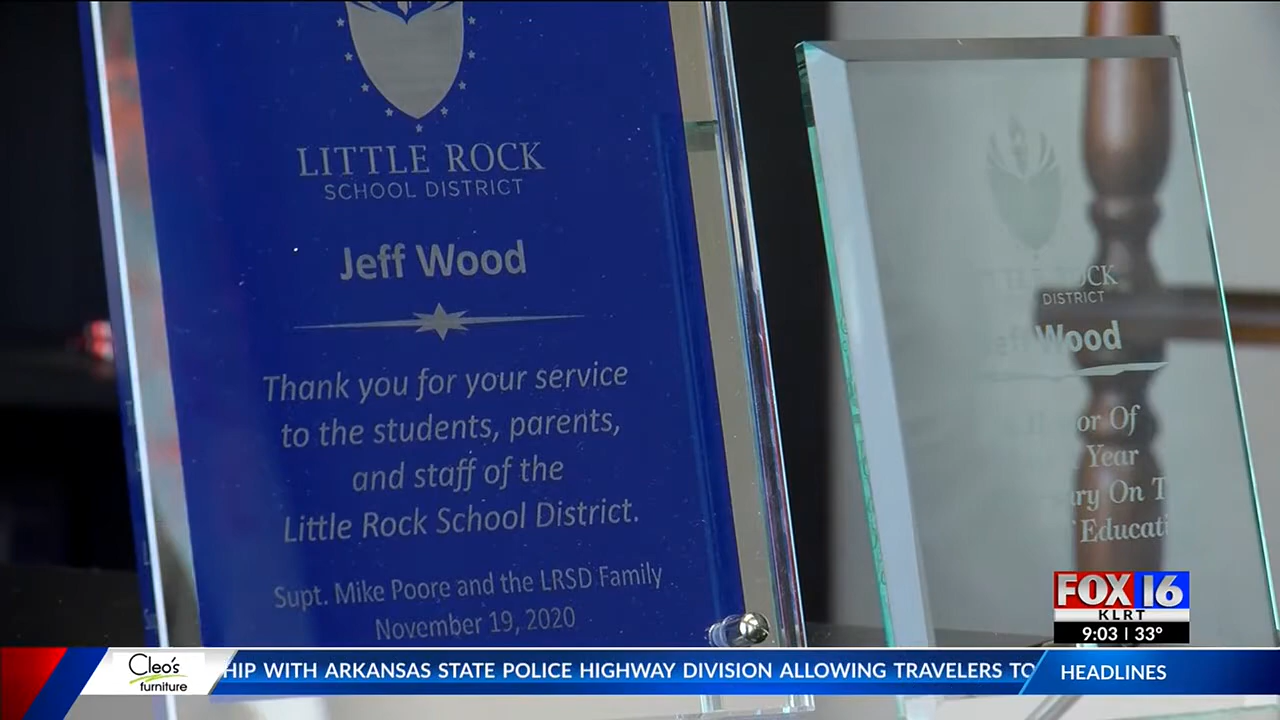 LITTLE ROCK
SCHOOL DISTRICT
Jeff Wood
Thank you for your service
to the students, parents,
and staff of the
Little Rock School District.
Supt. Mike Poore and the LRSD Family
November 19, 2020
DISTRICT
Wood
Of
Year
On
FOX 16
KLRT
9:03 | 33°
Cleo's
furniture
WITH ARKANSAS STATE POLICE HIGHWAY DIVISION ALLOWING TRAVELERS TO
HEADLINES